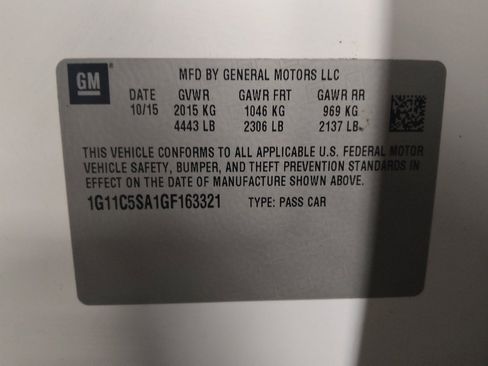 GM
MFD BY GENERAL MOTORS LLC
DATE GVWR GAWR FRT GAWR RR
10/15 2015 KG 1046 KG 969 KG
4443 LB 2306 LB 2137 LB
THIS VEHICLE CONFORMS TO ALL APPLICABLE U.S. FEDERAL MOTOR
VEHICLE SAFETY, BUMPER, AND THEFT PREVENTION STANDARDS IN
EFFECT ON THE DATE OF MANUFACTURE SHOWN ABOVE.
1G11C5SA1GF163321 TYPE: PASS CAR